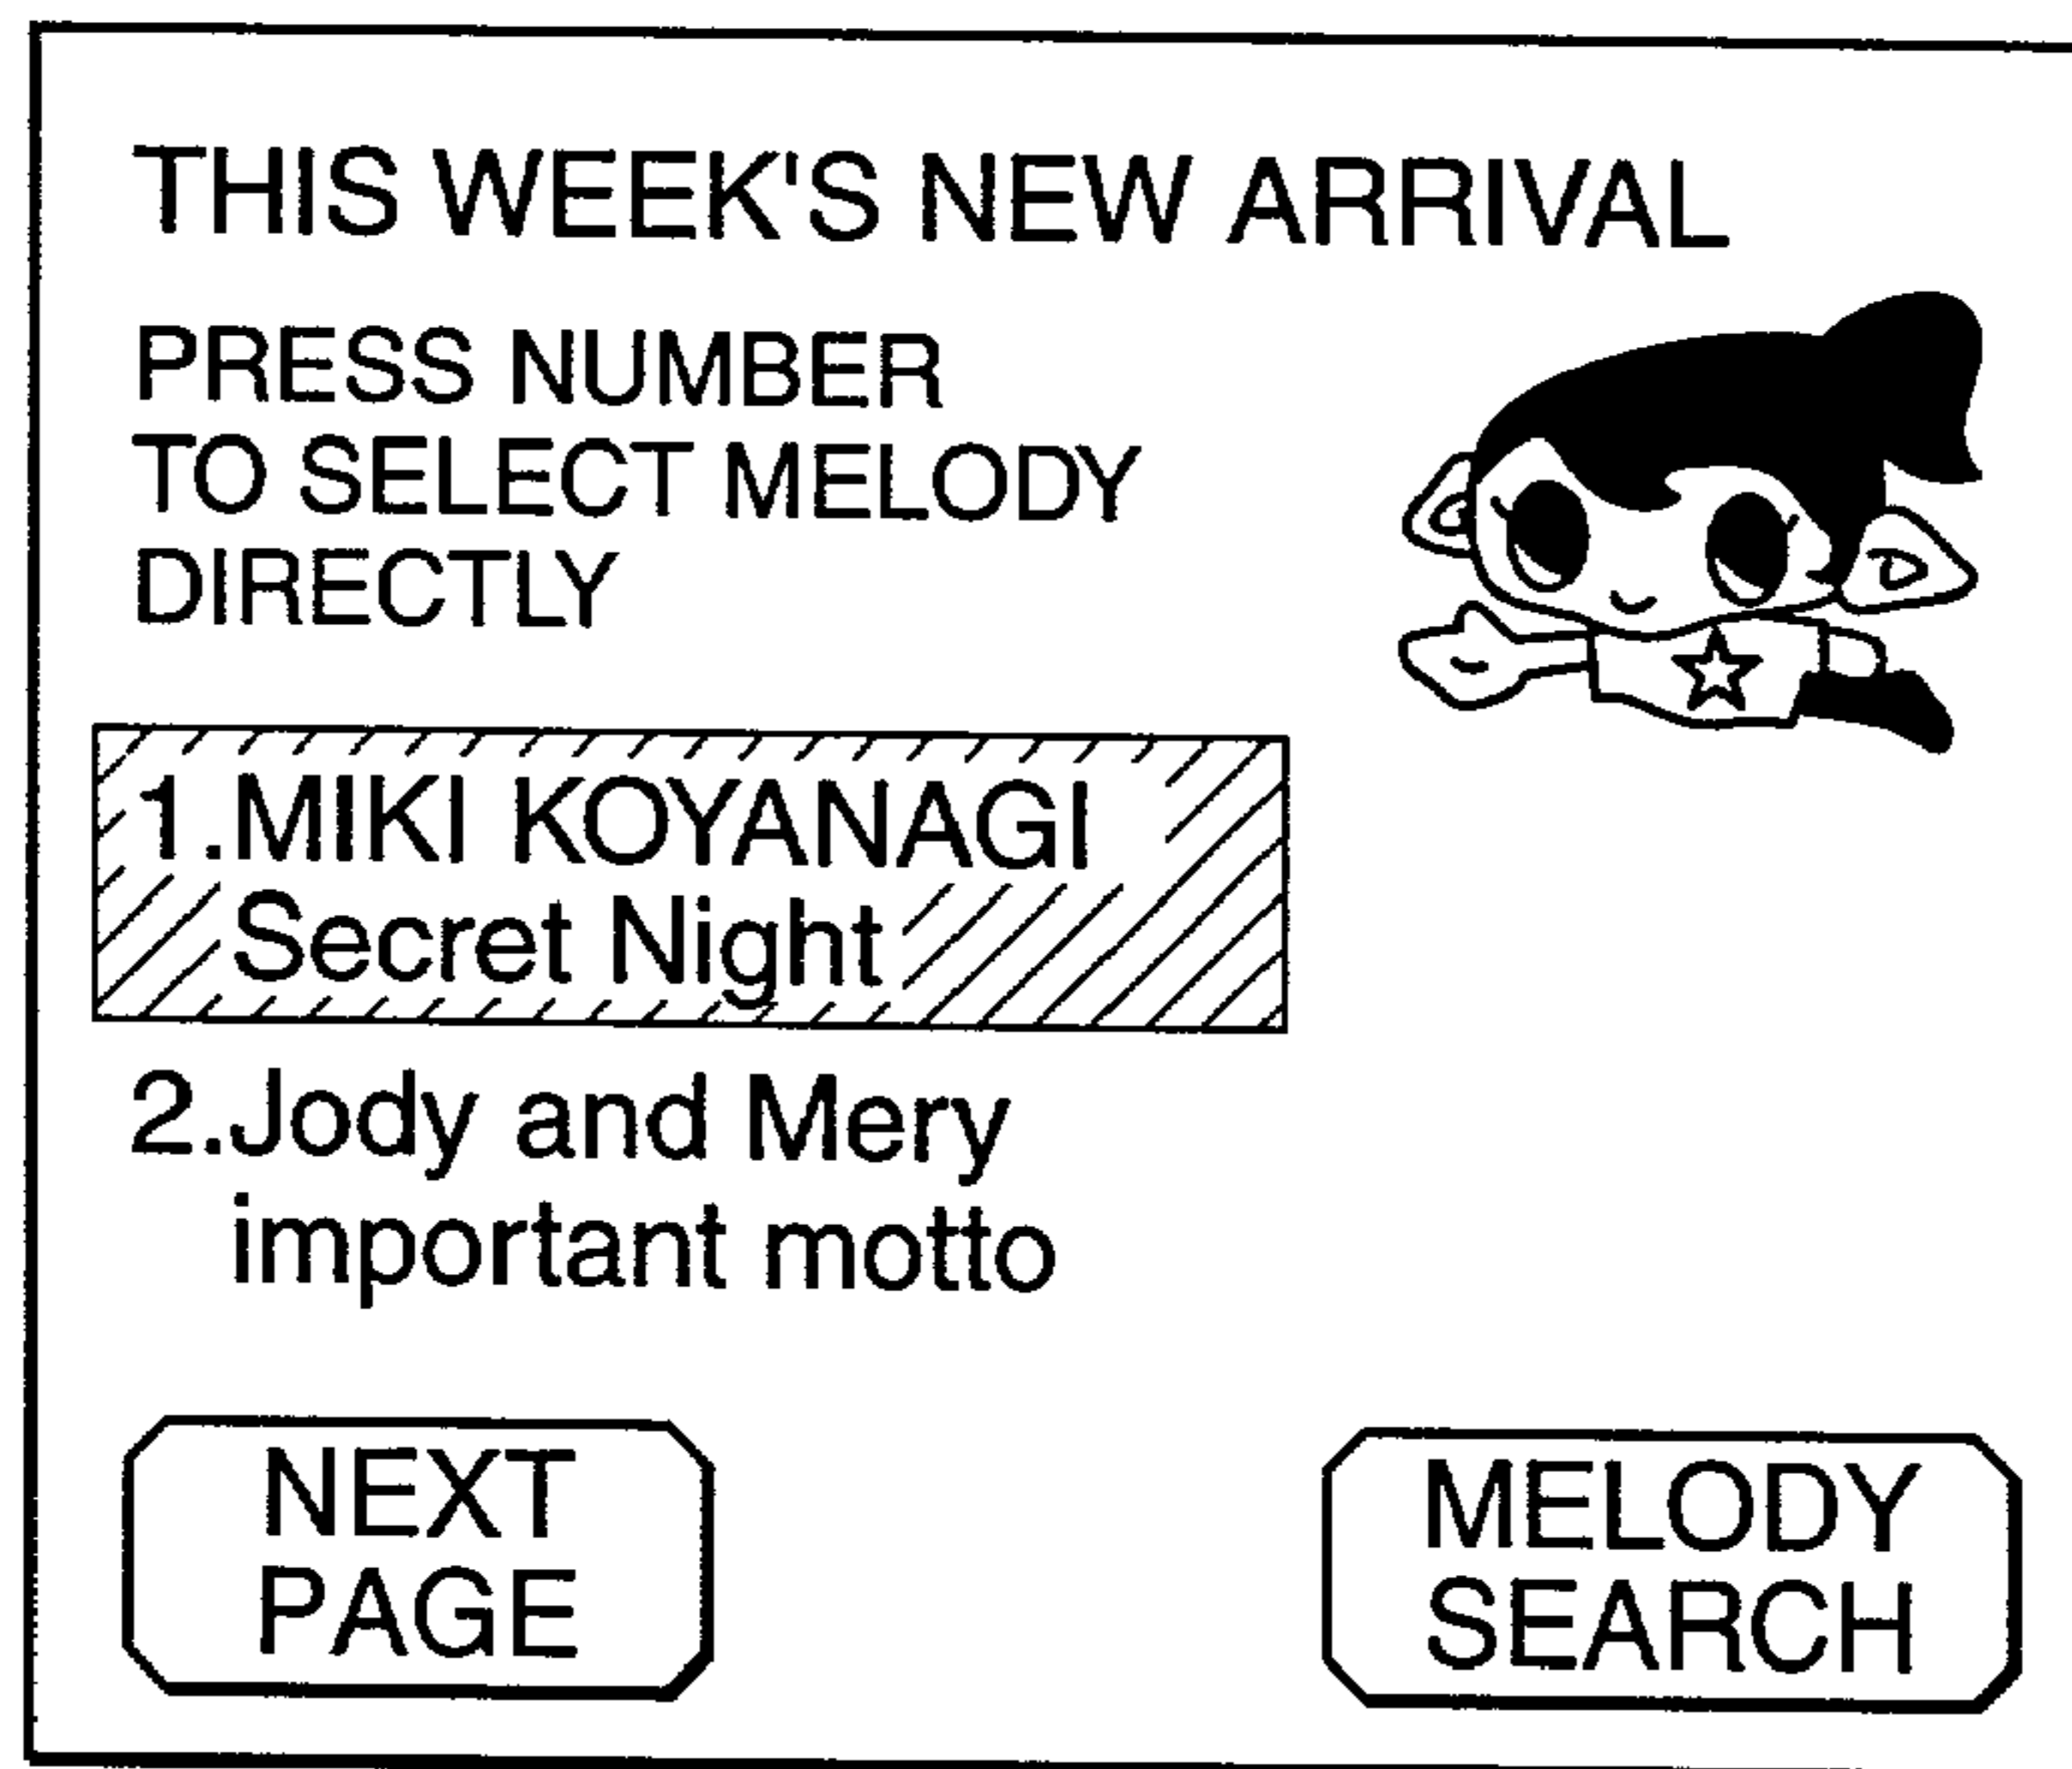 THIS WEEK'S NEW ARRIVAL
PRESS NUMBER
TO SELECT MELODY
DIRECTLY
1.MIKI KOYANAGI
Secret Night
2.Jody and Mery
important motto
NEXT
PAGE
MELODY
SEARCH